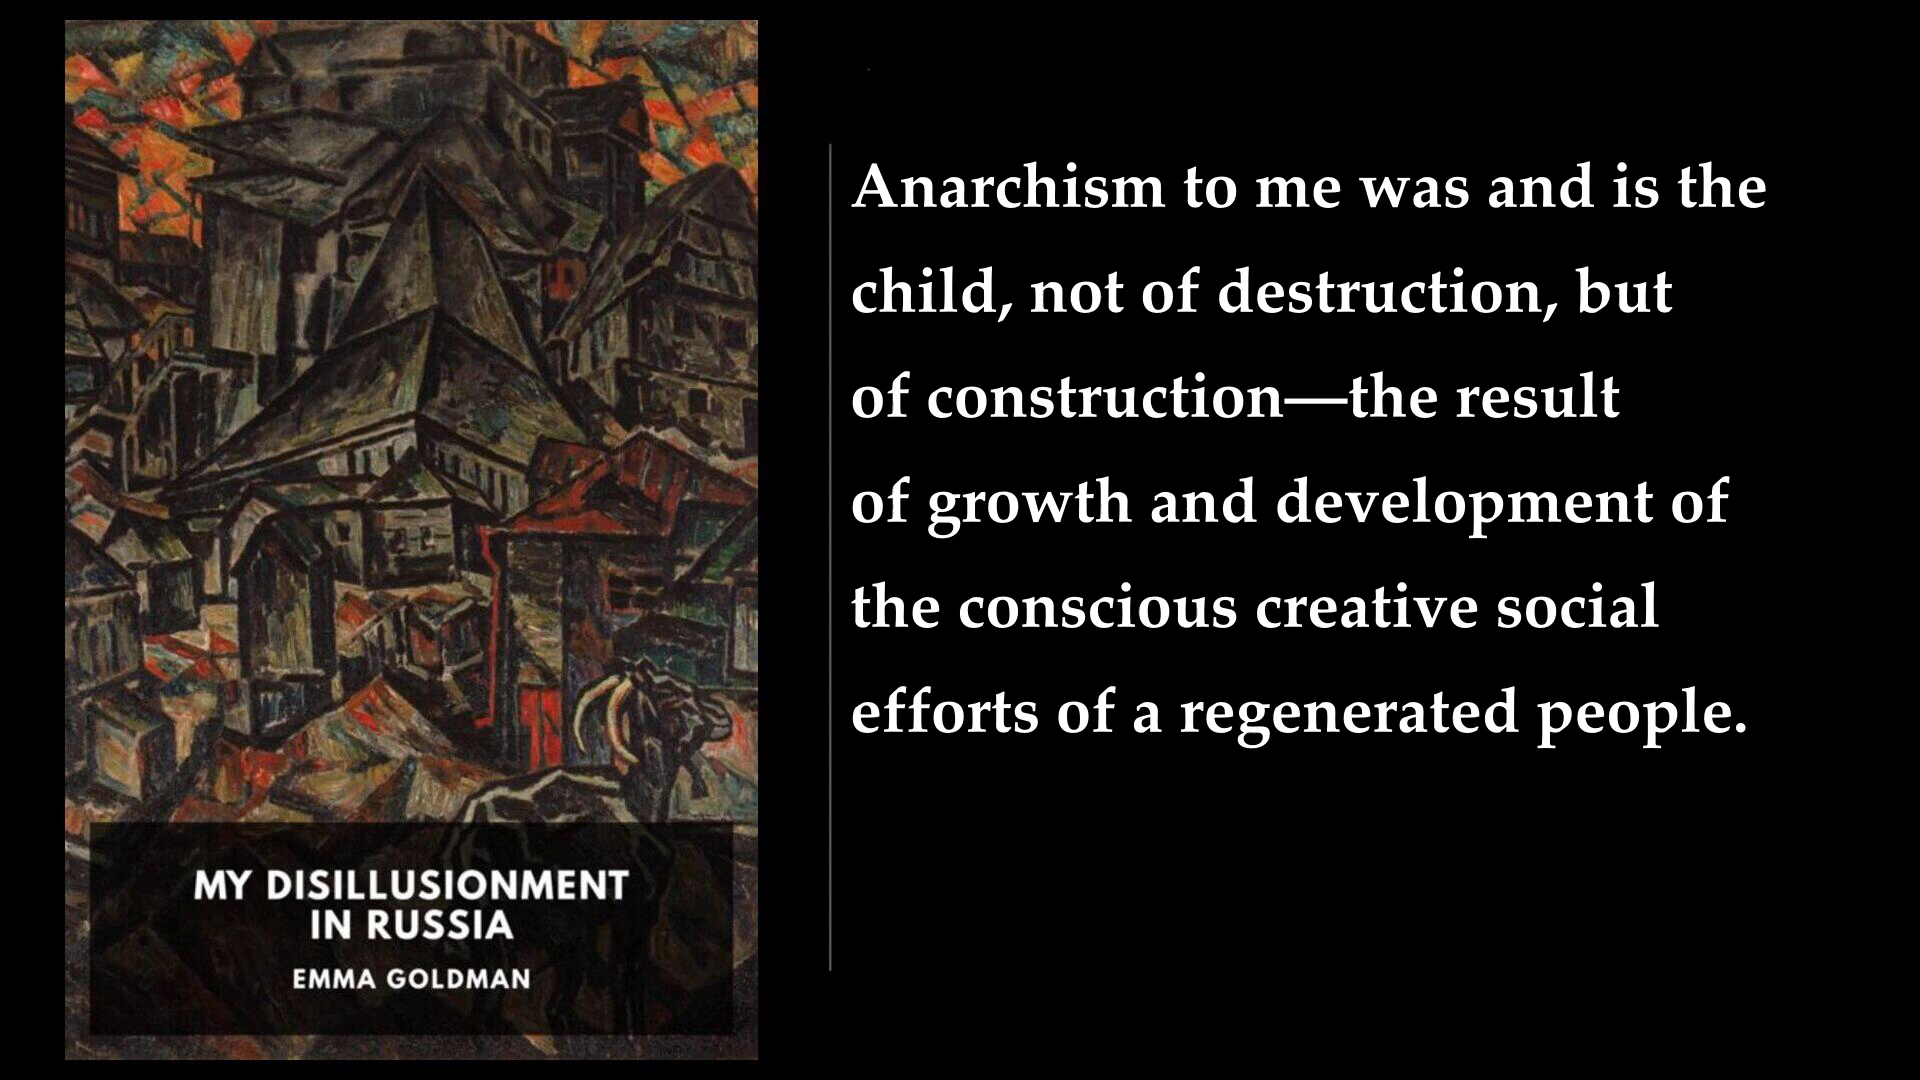 MY DISILLUSIONMENT
IN RUSSIA
EMMA GOLDMAN
Anarchism to me was and is the
child, not of destruction, but
of construction—the result
of growth and development of
the conscious creative social
efforts of a regenerated people.